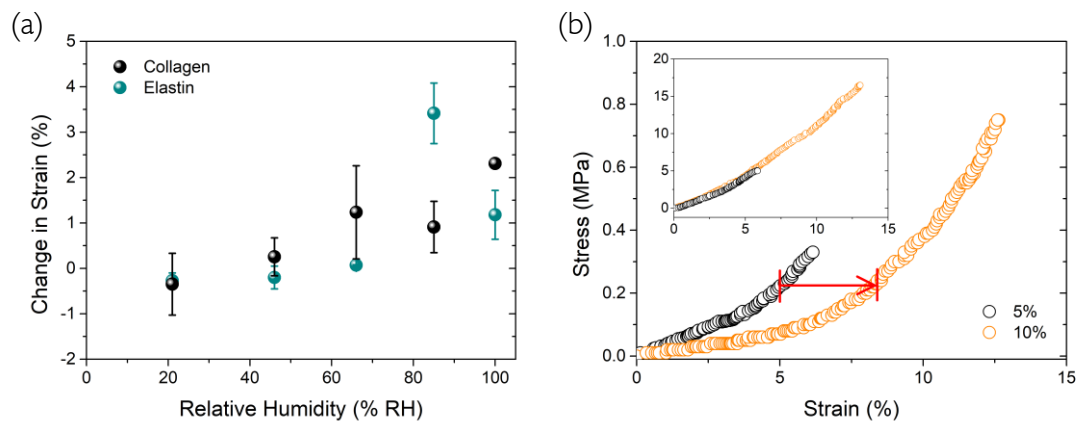 (a)
5
4
3
2
1
0
-1
-2
Change in Strain (%)
Collagen
Elastin
0 20 40 60 80 100
Relative Humidity (% RH)
(b)
1.0
0.8
0.6
0.4
0.2
0.0
Stress (MPa)
20
15
10
5
0
0 5 10 15
5%
10%
0 5 10 15
Strain (%)